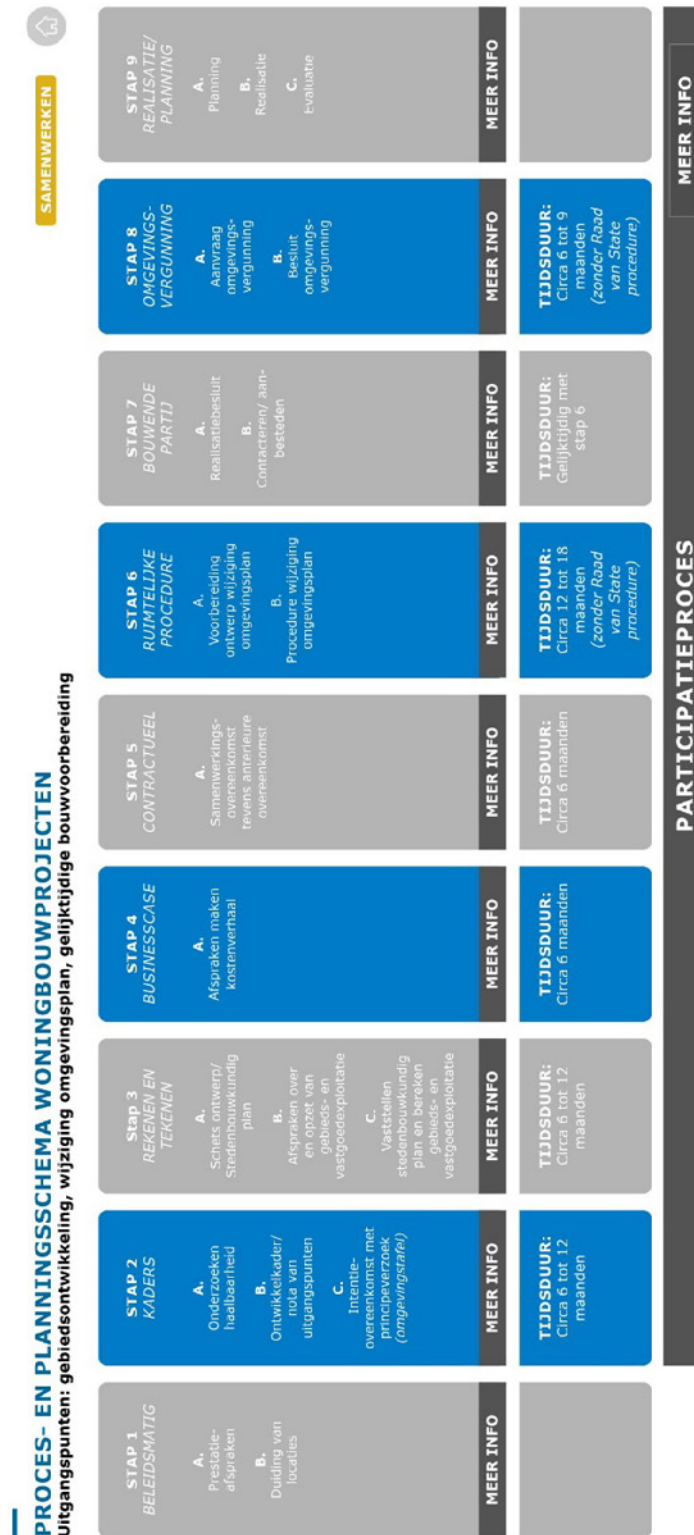 PROCES- EN PLANNINGSSCHEMA WONINGBOUWPROJECTEN
Uitgangspunten: gebiedsontwikkeling, wijziging omgevingsplan, gelijktijdige bouwvoorbereiding
SAMENWERKEN
STAP 1
BELEIDSMATIG
A.
Prestatie-
afspraken
B.
Duiding van
locaties
MEER INFO
STAP 2
KADERS
A.
Onderzoeken
haalbaarheid
B.
Ontwikkelkader/
nota van
uitgangspunten
C.
Intentie-
overeenkomst met
principeverzoek
(omgevingstafel)
MEER INFO
TIJDSDUUR:
Circa 6 tot 12
maanden
Stap 3
REKENEN EN
TEKENEN
A.
Schets ontwerp/
Stedenbouwkundig
plan
B.
Afspraken over
en opzet van
gebieds- en
vastgoedexploitatie
C.
Vaststellen
stedenbouwkundig
plan en bereken
gebieds- en
vastgoedexploitatie
MEER INFO
TIJDSDUUR:
Circa 6 tot 12
maanden
STAP 4
BUSINESSCASE
A.
Afspraken maken
kostenverhaal
MEER INFO
TIJDSDUUR:
Circa 6 maanden
STAP 5
CONTRACTUEEL
A.
Samenwerkings-
overeenkomst
tevens anterieure
overeenkomst
MEER INFO
TIJDSDUUR:
Circa 6 maanden
STAP 6
RUIMTELIJKE
PROCEDURE
A.
Voorbereiding
ontwerp wijziging
omgevingsplan
B.
Procedure wijziging
omgevingsplan
MEER INFO
TIJDSDUUR:
Circa 12 tot 18
maanden
(zonder Raad
van State
procedure)
STAP 7
BOUWENDE
PARTIJ
A.
Realisatiebesluit
B.
Contacteren/ aan-
besteden
MEER INFO
TIJDSDUUR:
Gelijktijdig met
stap 6
STAP 8
OMGEVINGS-
VERGUNNING
A.
Aanvraag
omgevings-
vergunning
B.
Besluit
omgevings-
vergunning
MEER INFO
TIJDSDUUR:
Circa 6 tot 9
maanden
(zonder Raad
van State
procedure)
STAP 9
REALISATIE/
PLANNING
A.
Planning
B.
Realisatie
C.
Evaluatie
MEER INFO
PARTICIPATIEPROCES
MEER INFO